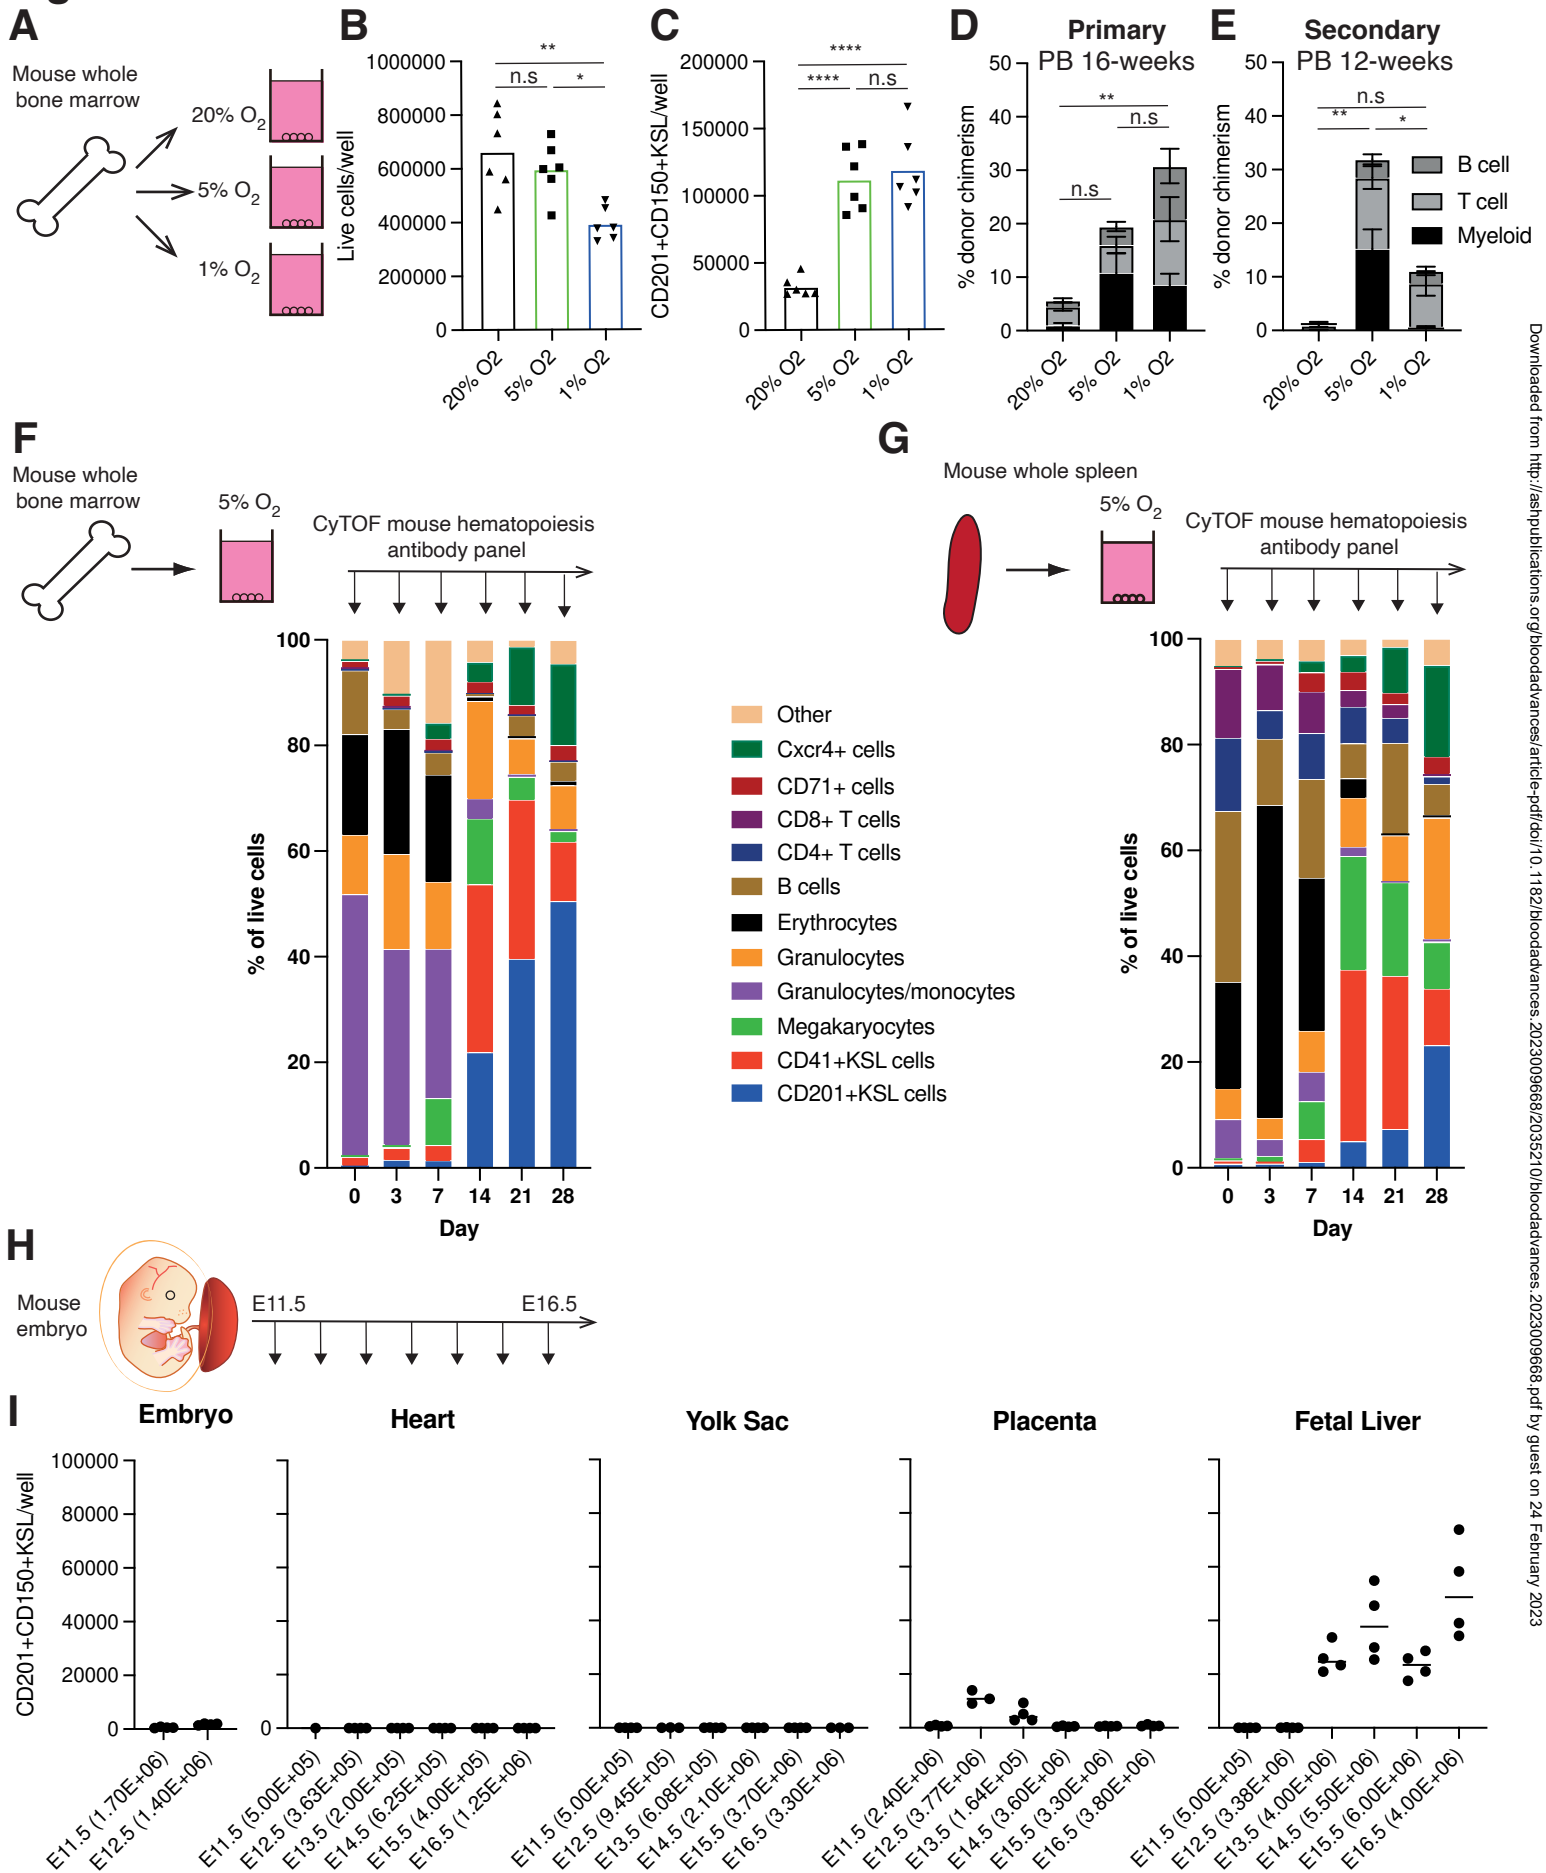 A
Mouse whole
bone marrow
20% O2
5% O2
1% O2
B
Live cells/well
1000000
800000
600000
400000
200000
0
**
n.s
*
20% O2
5% O2
1% O2
C
CD201+CD150+KSL/well
200000
150000
100000
50000
0
****
****
n.s
20% O2
5% O2
1% O2
D
Primary
PB 16-weeks
% donor chimerism
50
40
30
20
10
0
**
n.s
n.s
20% O2
5% O2
1% O2
E
Secondary
PB 12-weeks
% donor chimerism
50
40
30
20
10
0
n.s
**
*
20% O2
5% O2
1% O2
B cell
T cell
Myeloid
F
Mouse whole
bone marrow
5% O2
CyTOF mouse hematopoiesis
antibody panel
% of live cells
100
80
60
40
20
0
0
3
7
14
21
28
Day
Other
Cxcr4+ cells
CD71+ cells
CD8+ T cells
CD4+ T cells
B cells
Erythrocytes
Granulocytes
Granulocytes/monocytes
Megakaryocytes
CD41+KSL cells
CD201+KSL cells
G
Mouse whole spleen
5% O2
CyTOF mouse hematopoiesis
antibody panel
% of live cells
100
80
60
40
20
0
0
3
7
14
21
28
Day
H
Mouse
embryo
E11.5
E16.5
I
CD201+CD150+KSL/well
Embryo
100000
80000
60000
40000
20000
0
E11.5 (1.70E+06)
E12.5 (1.40E+06)
Heart
0
E11.5 (5.00E+05)
E12.5 (3.63E+05)
E13.5 (2.00E+05)
E14.5 (6.25E+05)
E15.5 (4.00E+05)
E16.5 (1.25E+06)
Yolk Sac
E11.5 (5.00E+05)
E12.5 (9.45E+05)
E13.5 (6.08E+05)
E14.5 (2.10E+06)
E15.5 (3.70E+06)
E16.5 (3.30E+06)
Placenta
E11.5 (2.40E+06)
E12.5 (3.77E+06)
E13.5 (1.64E+05)
E14.5 (3.60E+06)
E15.5 (3.30E+06)
E16.5 (3.80E+06)
Fetal Liver
E11.5 (5.00E+05)
E12.5 (3.38E+06)
E13.5 (4.00E+06)
E14.5 (5.50E+06)
E15.5 (6.00E+06)
E16.5 (4.00E+06)
Downloaded from http://ashpublications.org/bloodadvances/article-pdf/doi/10.1182/bloodadvances.2023009668/2035210/bloodadvances.2023009668.pdf by guest on 24 February 2023